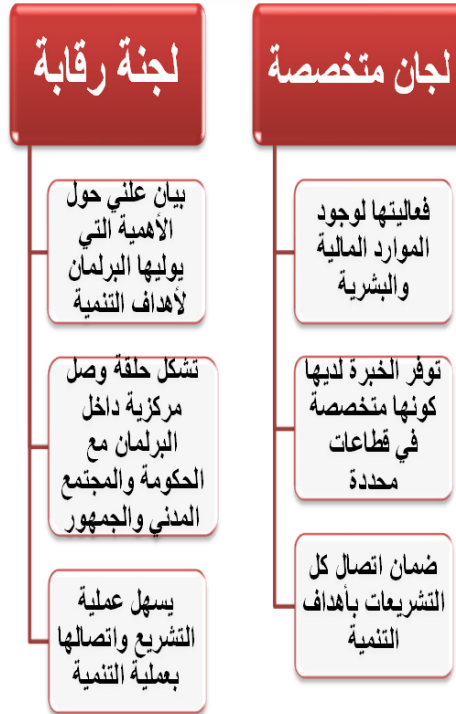 لجان متخصصة
فعاليتها لوجود
الموارد المالية
والبشرية
توفر الخبرة لديها
كونها متخصصة
في قطاعات
محددة
ضمان اتصال كل
التشريعات بأهداف
التنمية
لجنة رقابة
بيان علني حول
الأهمية التي
يوليها البرلمان
لأهداف التنمية
تشكل حلقة وصل
مركزية داخل
البرلمان مع
الحكومة والمجتمع
المدني والجمهور
يسهل عملية
التشريع واتصالها
بعملية التنمية